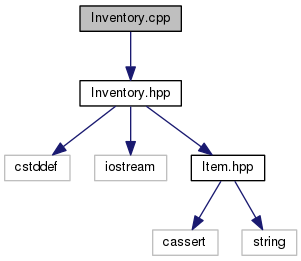 Inventory.cpp
Inventory.hpp
cstddef
iostream
Item.hpp
cassert
string